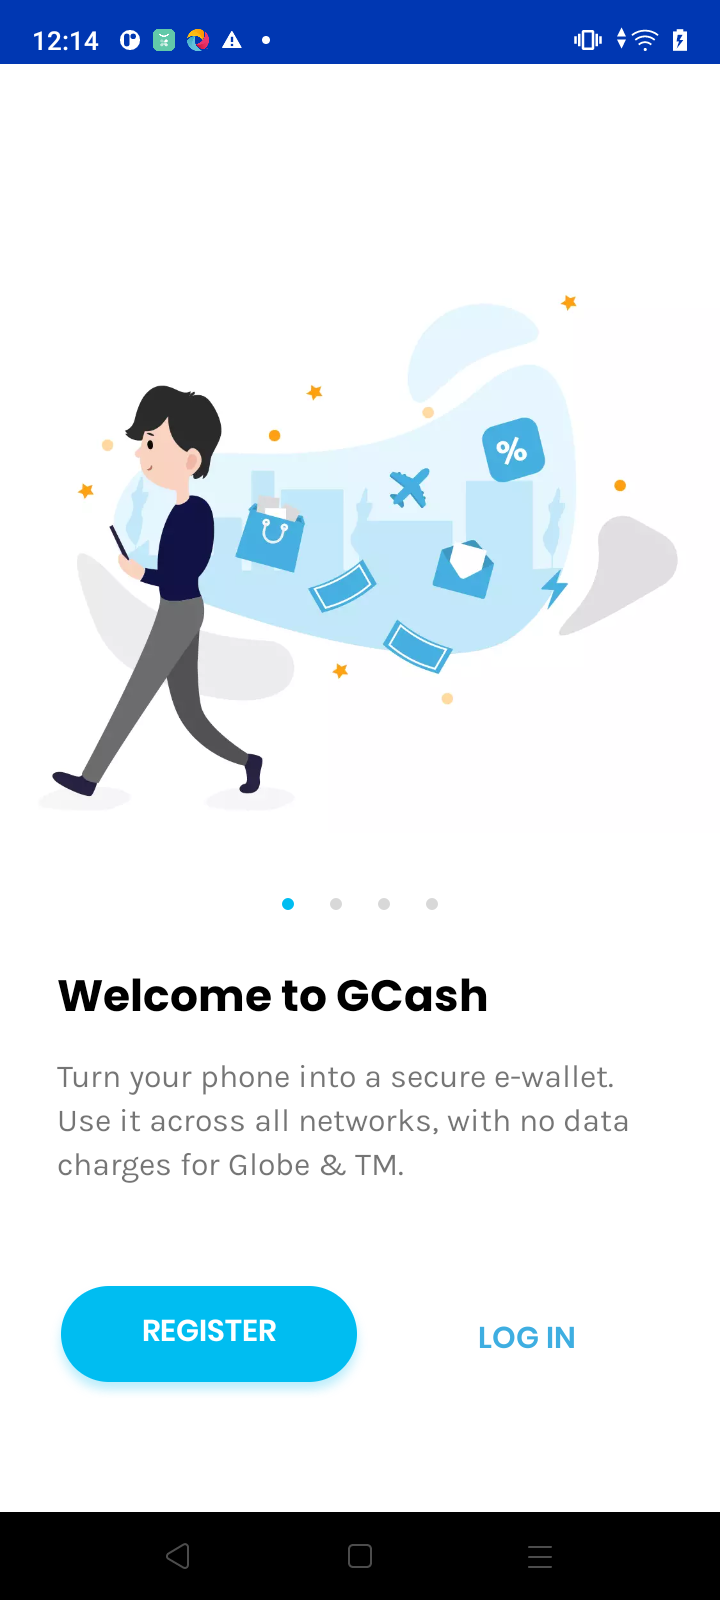 12:14
%
Welcome to GCash
Turn your phone into a secure e-wallet.
Use it across all networks, with no data
charges for Globe & TM.
REGISTER
LOG IN